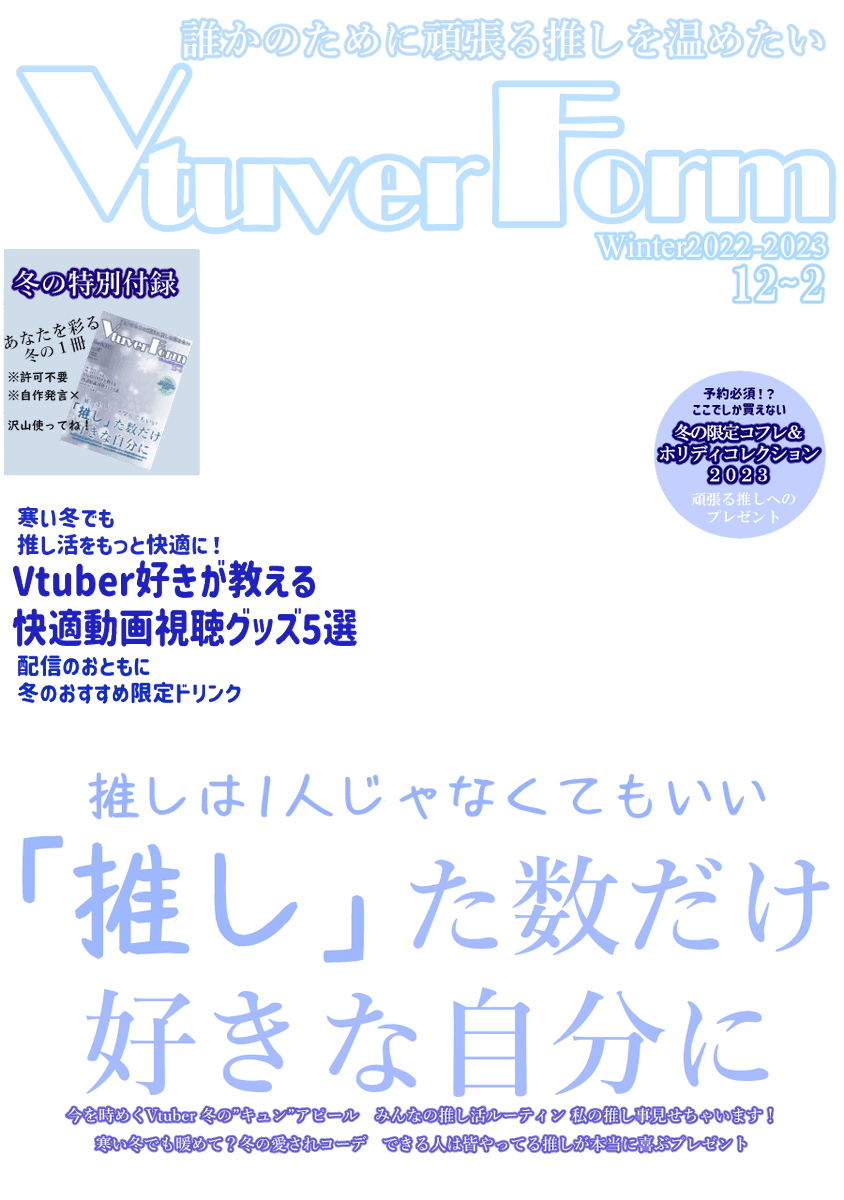 誰かのために頑張る推しを温めたい
Vtuver Form
Winter2022-2023
12~2
冬の特別付録
あなたを彩る
冬の1冊
※許可不要
※自作発言×
沢山使ってね！
Vtuver Form
「推し」た数だけ
好きな自分に
予約必須！？
ここでしか買えない
冬の限定コフレ&
ホリディコレクション
2023
頑張る推しへの
プレゼント
寒い冬でも
推し活をもっと快適に！
Vtuber好きが教える
快適動画視聴グッズ5選
配信のおともに
冬のおすすめ限定ドリンク
推しは1人じゃなくてもいい
「推し」た数だけ
好きな自分に
今を時めくVtuber 冬の"キュン"アピール　みんなの推し活ルーティン 私の推し事見せちゃいます！
寒い冬でも暖めて？冬の愛されコーデ　できる人は皆やってる推しが本当に喜ぶプレゼント